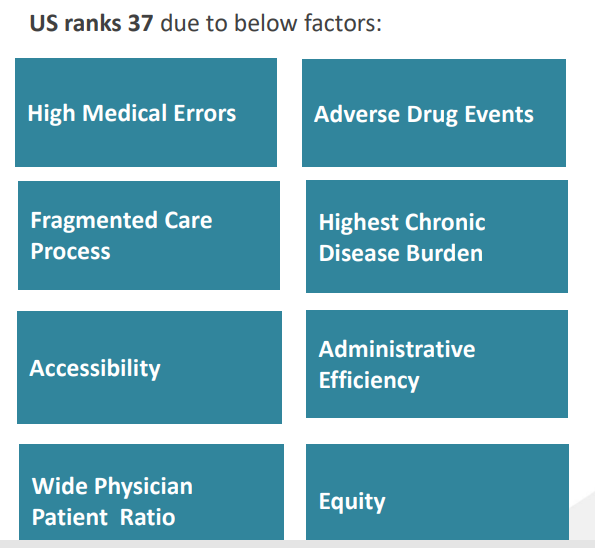 US ranks 37 due to below factors:
High Medical Errors
Adverse Drug Events
Fragmented Care
Process
Highest Chronic
Disease Burden
Accessibility
Administrative
Efficiency
Wide Physician
Patient Ratio
Equity